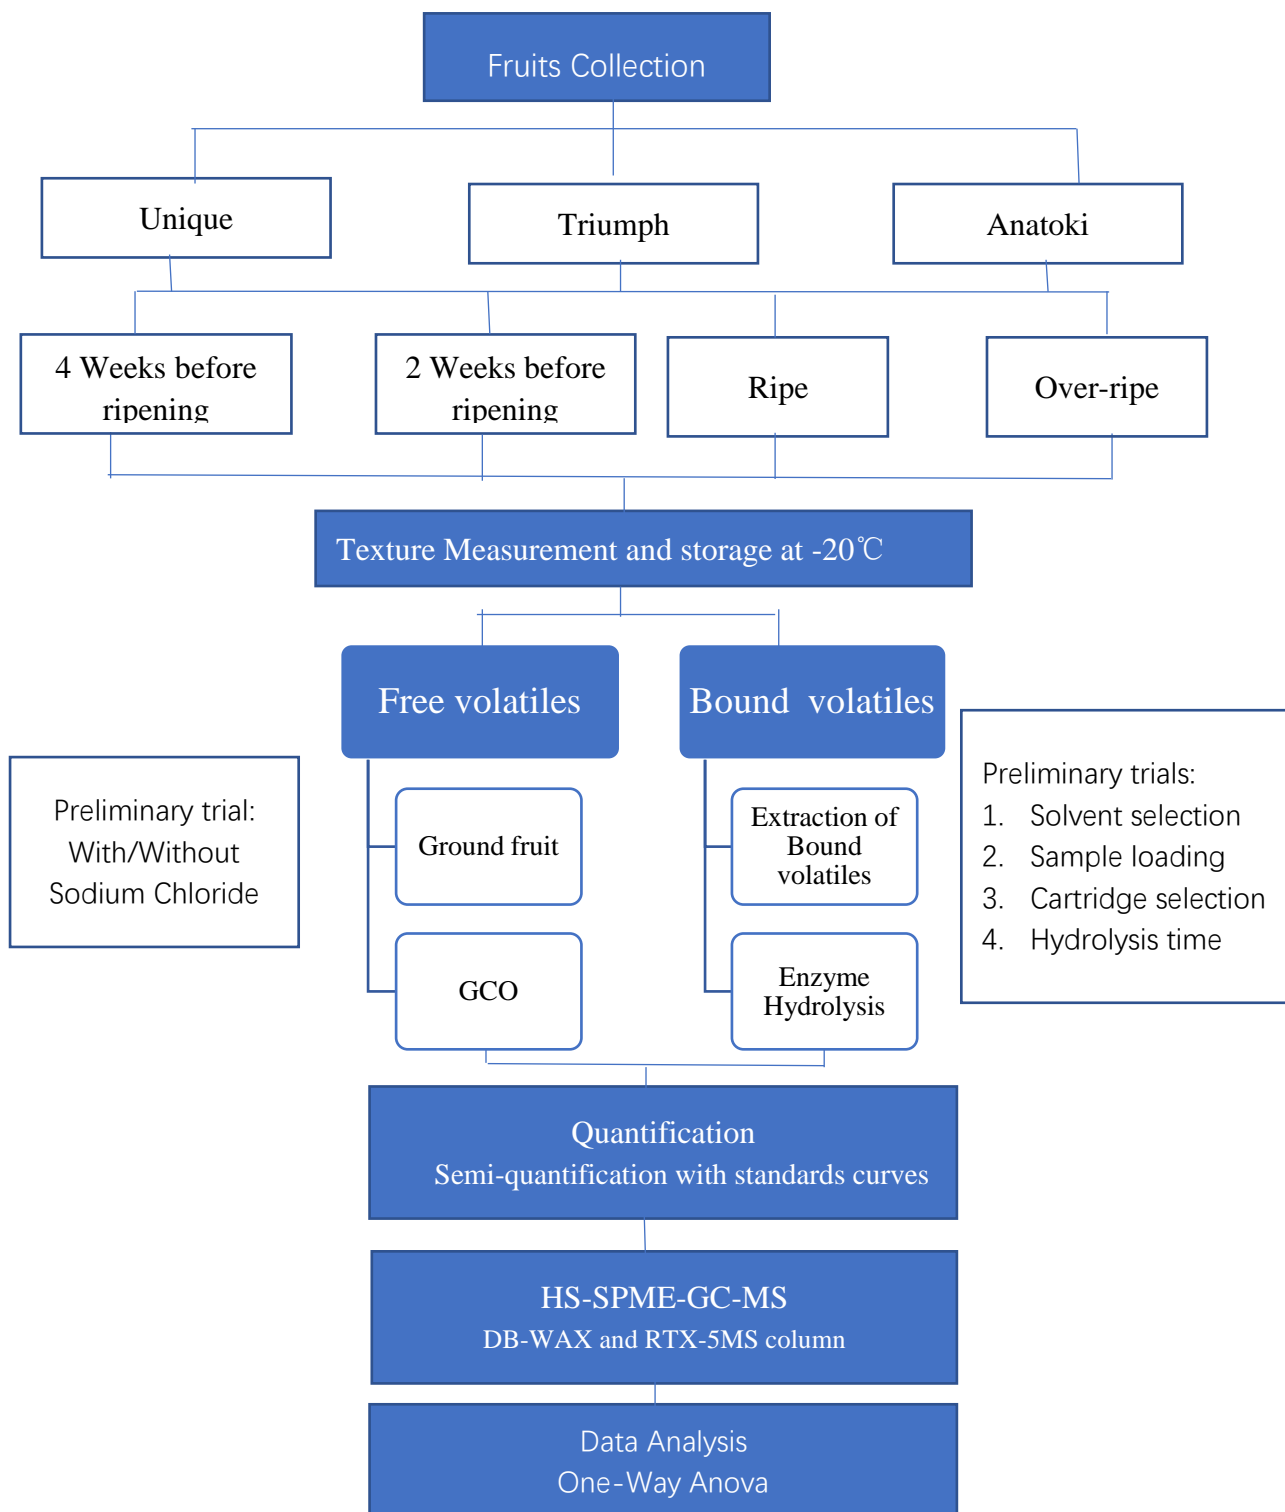 Fruits Collection
Unique
Triumph
Anatoki
4 Weeks before
ripening
2 Weeks before
ripening
Ripe
Over-ripe
Texture Measurement and storage at -20℃
Free volatiles
Bound volatiles
Preliminary trial:
With/Without
Sodium Chloride
Ground fruit
Extraction of
Bound
volatiles
Preliminary trials:
1. Solvent selection
2. Sample loading
3. Cartridge selection
4. Hydrolysis time
GCO
Enzyme
Hydrolysis
Quantification
Semi-quantification with standards curves
HS-SPME-GC-MS
DB-WAX and RTX-5MS column
Data Analysis
One-Way Anova